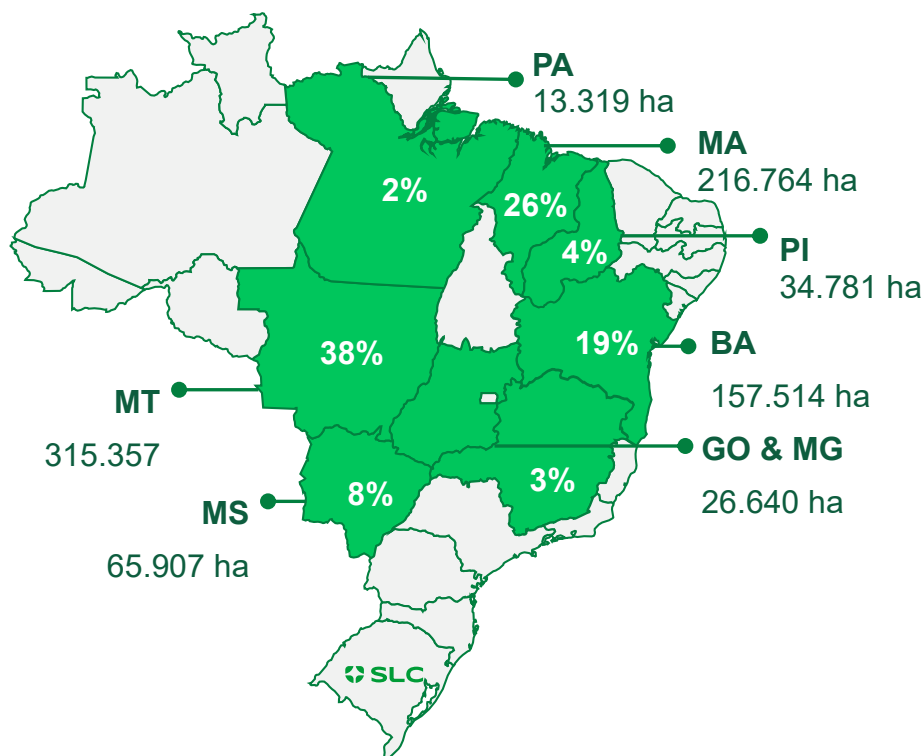 PA
13.319 ha
MA
216.764 ha
2%
26%
4%
PI
34.781 ha
38%
19%
BA
157.514 ha
MT
315.357
GO & MG
26.640 ha
8%
3%
MS
65.907 ha
SLC